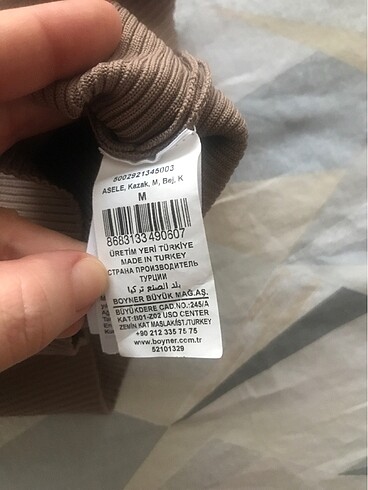 5002921345003
ASELE, Kazak, M, Bej, K
M
8683133490607
ÜRETİM YERİ TÜRKİYE
MADE IN TURKEY
СТРАНА ПРОИЗВОДИТЕЛЬ
ТУРЦИИ
بلد الصنع تركيا
BOYNER BÜYÜK MAĞ.AŞ.
BÜYÜKDERE CAD.NO.:245/A
KAT:1B01-Z02 USO CENTER
ZEMİN KAT MASLAK/İST./TURKEY
+90 212 335 75 75
www.boyner.com.tr
52101329